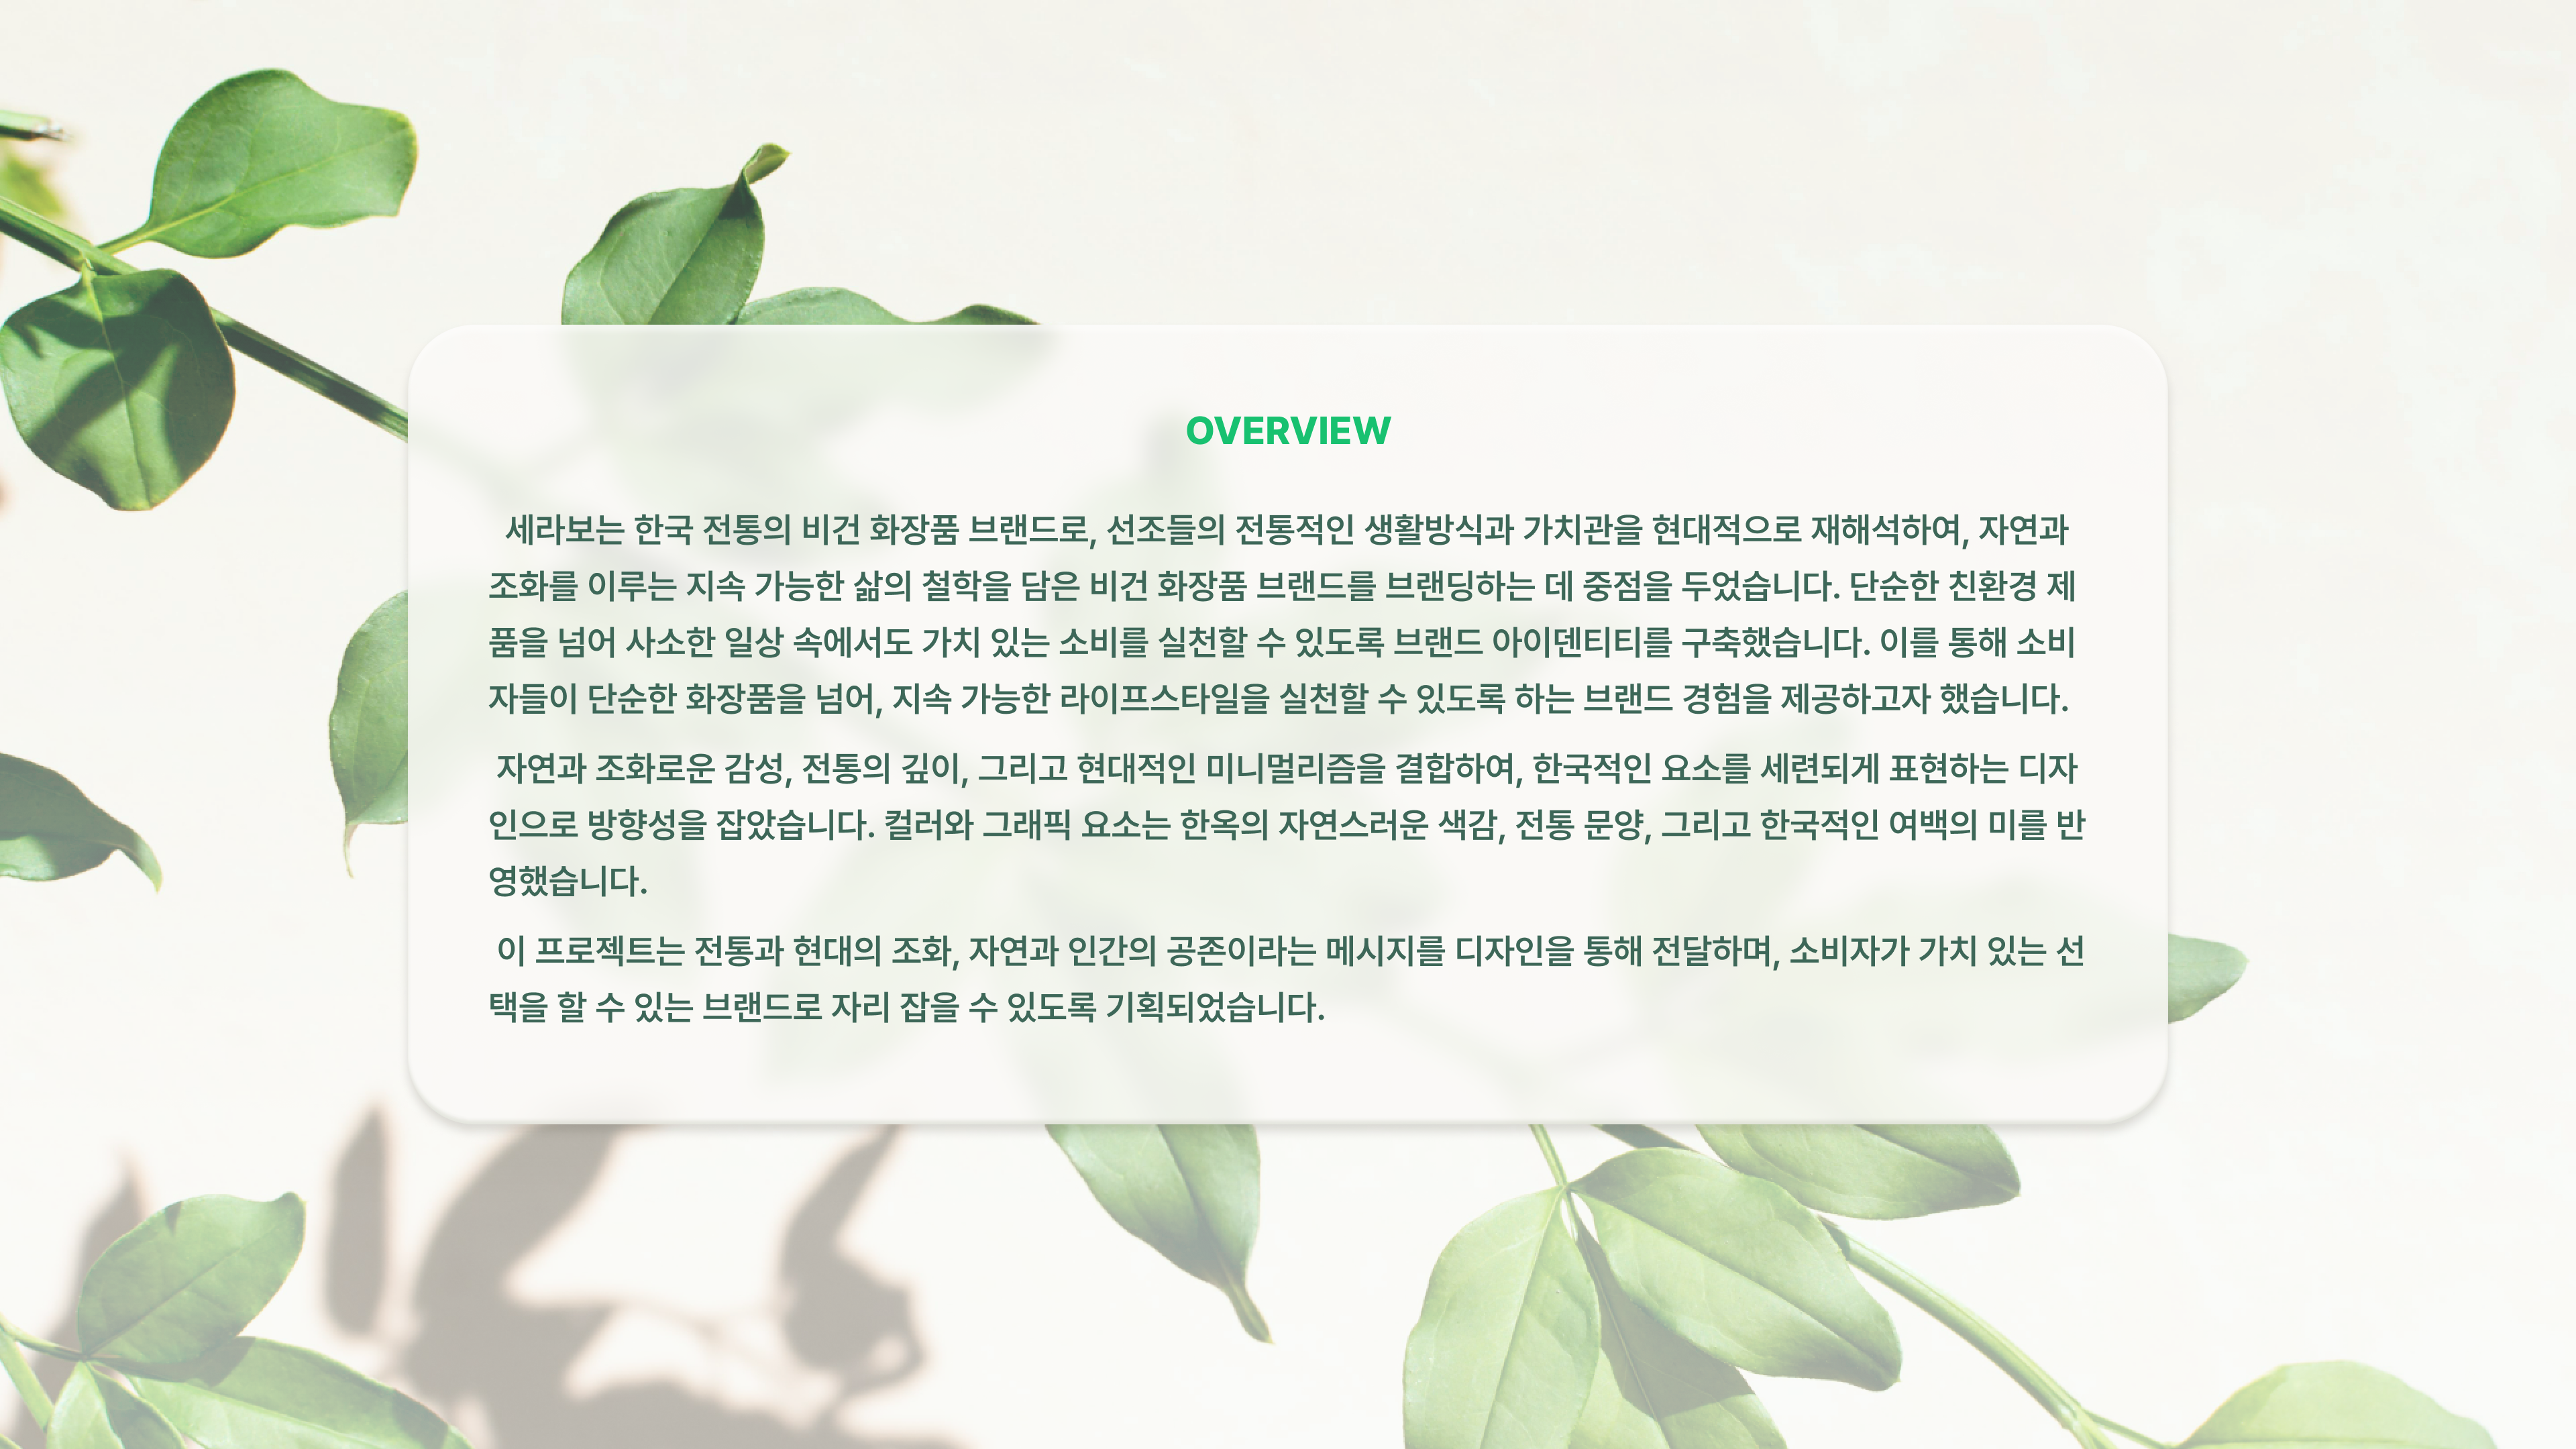 OVERVIEW
세라보는 한국 전통의 비건 화장품 브랜드로, 선조들의 전통적인 생활방식과 가치관을 현대적으로 재해석하여, 자연과
조화를 이루는 지속 가능한 삶의 철학을 담은 비건 화장품 브랜드를 브랜딩하는 데 중점을 두었습니다. 단순한 친환경 제
품을 넘어 사소한 일상 속에서도 가치 있는 소비를 실천할 수 있도록 브랜드 아이덴티티를 구축했습니다. 이를 통해 소비
자들이 단순한 화장품을 넘어, 지속 가능한 라이프스타일을 실천할 수 있도록 하는 브랜드 경험을 제공하고자 했습니다.
자연과 조화로운 감성, 전통의 깊이, 그리고 현대적인 미니멀리즘을 결합하여, 한국적인 요소를 세련되게 표현하는 디자
인으로 방향성을 잡았습니다. 컬러와 그래픽 요소는 한옥의 자연스러운 색감, 전통 문양, 그리고 한국적인 여백의 미를 반
영했습니다.
이 프로젝트는 전통과 현대의 조화, 자연과 인간의 공존이라는 메시지를 디자인을 통해 전달하며, 소비자가 가치 있는 선
택을 할 수 있는 브랜드로 자리 잡을 수 있도록 기획되었습니다.